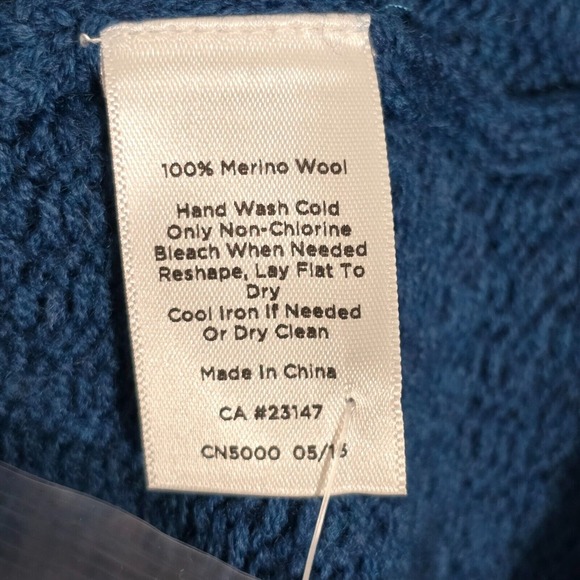 100% Merino Wool
Hand Wash Cold
Only Non-Chlorine
Bleach When Needed
Reshape, Lay Flat To
Dry
Cool Iron If Needed
Or Dry Clean
Made In China
CA #23147
CN5000